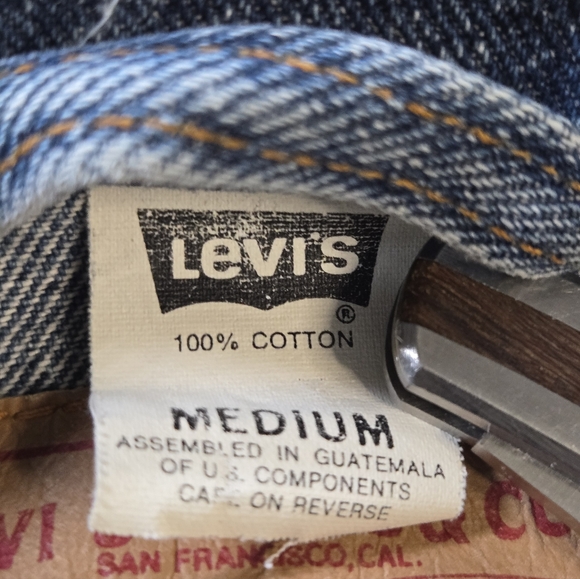 LEVI'S
®
100% COTTON
MEDIUM
ASSEMBLED IN GUATEMALA
OF U.S. COMPONENTS
CARE ON REVERSE
SAN FRANCISCO, CAL.